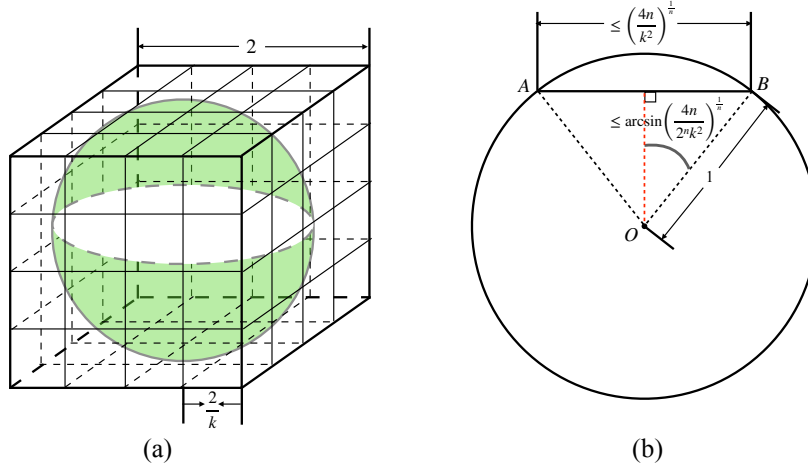 2
2/k
(a)
≤ (4n/k²)^(1/n)
A
B
≤ arcsin (4n/2ⁿk²)^(1/n)
1
O
(b)